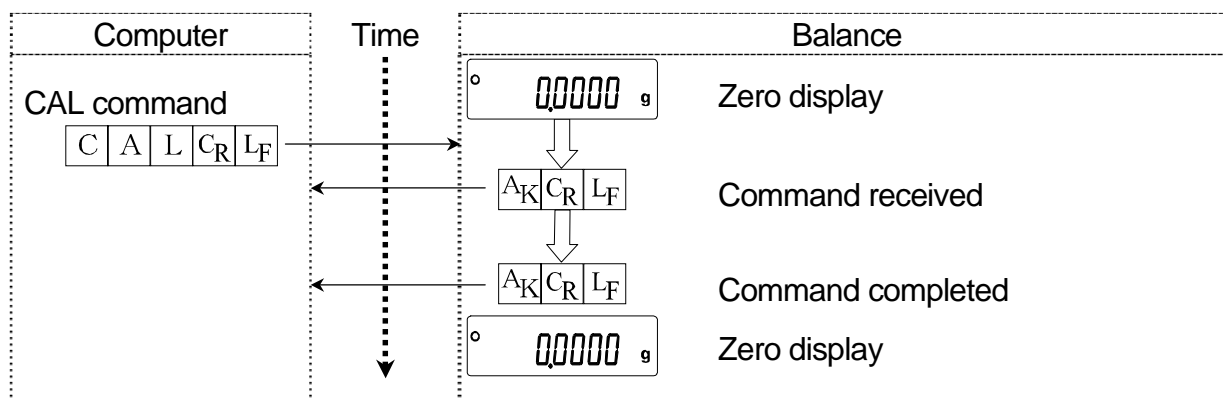 Computer Time Balance
0.0000 g Zero display
CAL command
C A L CR LF
AK CR LF Command received
AK CR LF Command completed
0.0000 g Zero display